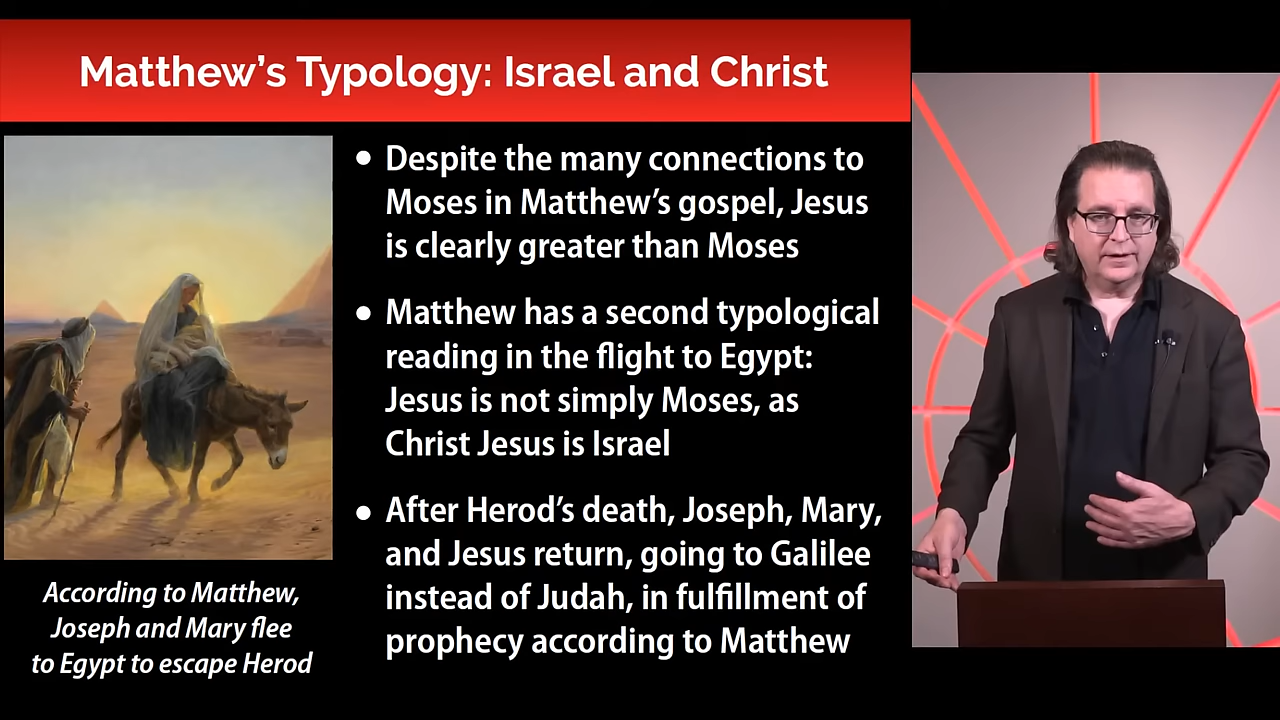 Matthew’s Typology: Israel and Christ
• Despite the many connections to
Moses in Matthew’s gospel, Jesus
is clearly greater than Moses
• Matthew has a second typological
reading in the flight to Egypt:
Jesus is not simply Moses, as
Christ Jesus is Israel
• After Herod’s death, Joseph, Mary,
and Jesus return, going to Galilee
instead of Judah, in fulfillment of
prophecy according to Matthew
According to Matthew,
Joseph and Mary flee
to Egypt to escape Herod